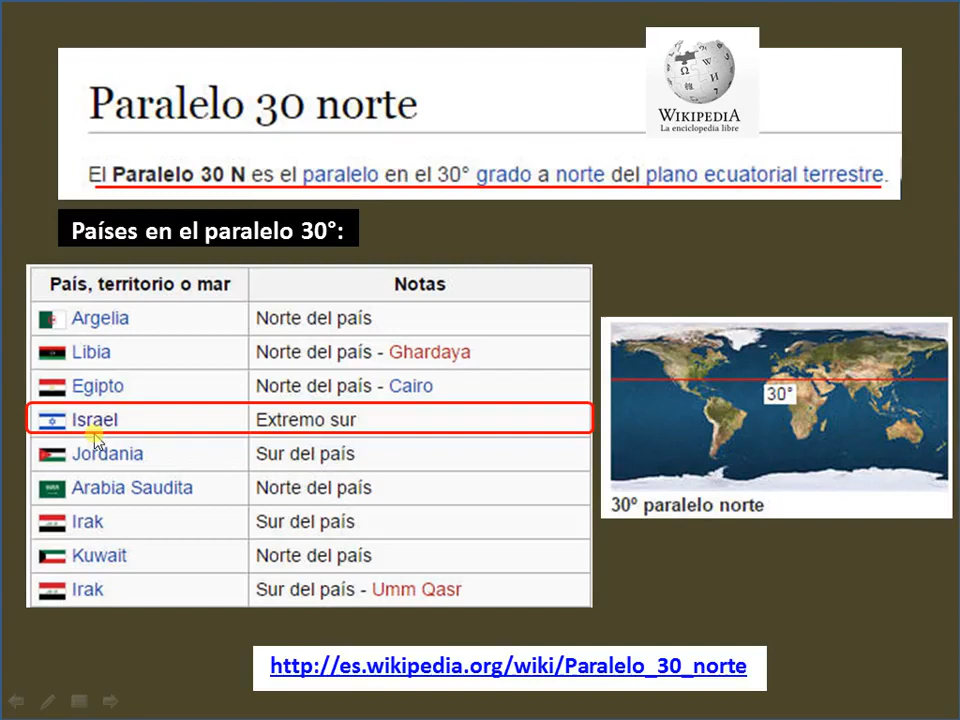 WIKIPEDIA
La enciclopedia libre
Paralelo 30 norte
El Paralelo 30 N es el paralelo en el 30° grado a norte del plano ecuatorial terrestre.
Países en el paralelo 30°:
País, territorio o mar Notas
Argelia Norte del país
Libia Norte del país - Ghardaya
Egipto Norte del país - Cairo
Israel Extremo sur
Jordania Sur del país
Arabia Saudita Norte del país
Irak Sur del país
Kuwait Norte del país
Irak Sur del país - Umm Qasr
30°
30º paralelo norte
http://es.wikipedia.org/wiki/Paralelo_30_norte